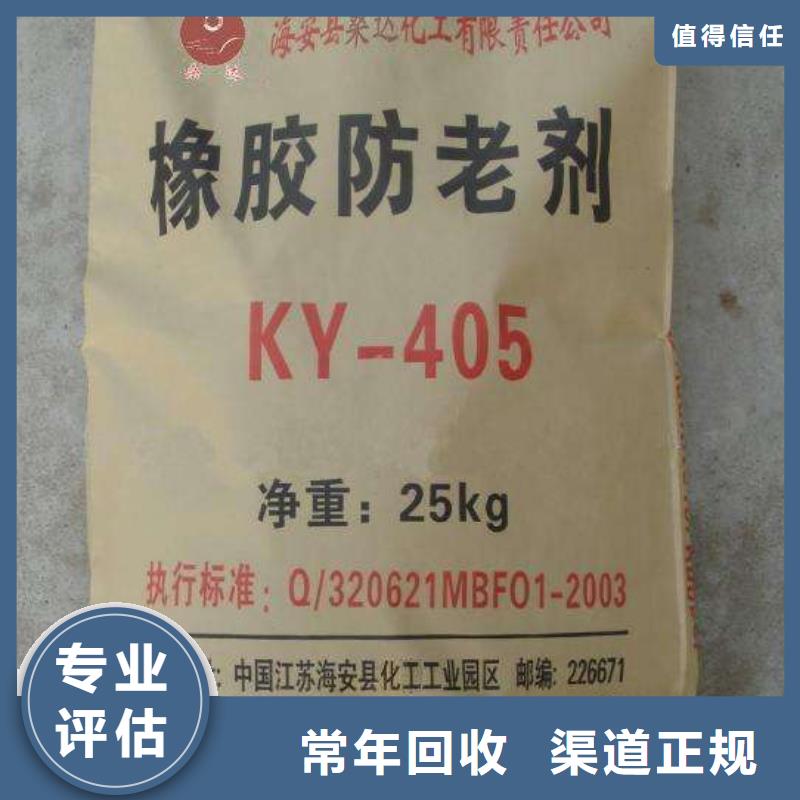 值得信任
海安县桑达化工有限责任公司
桑达
橡胶防老剂
KY-405
净重：25kg
执行标准：Q/320621MBFO1-2003
中国江苏海安县化工工业园区 邮编：226671
专业
评估
常年回收 渠道正规